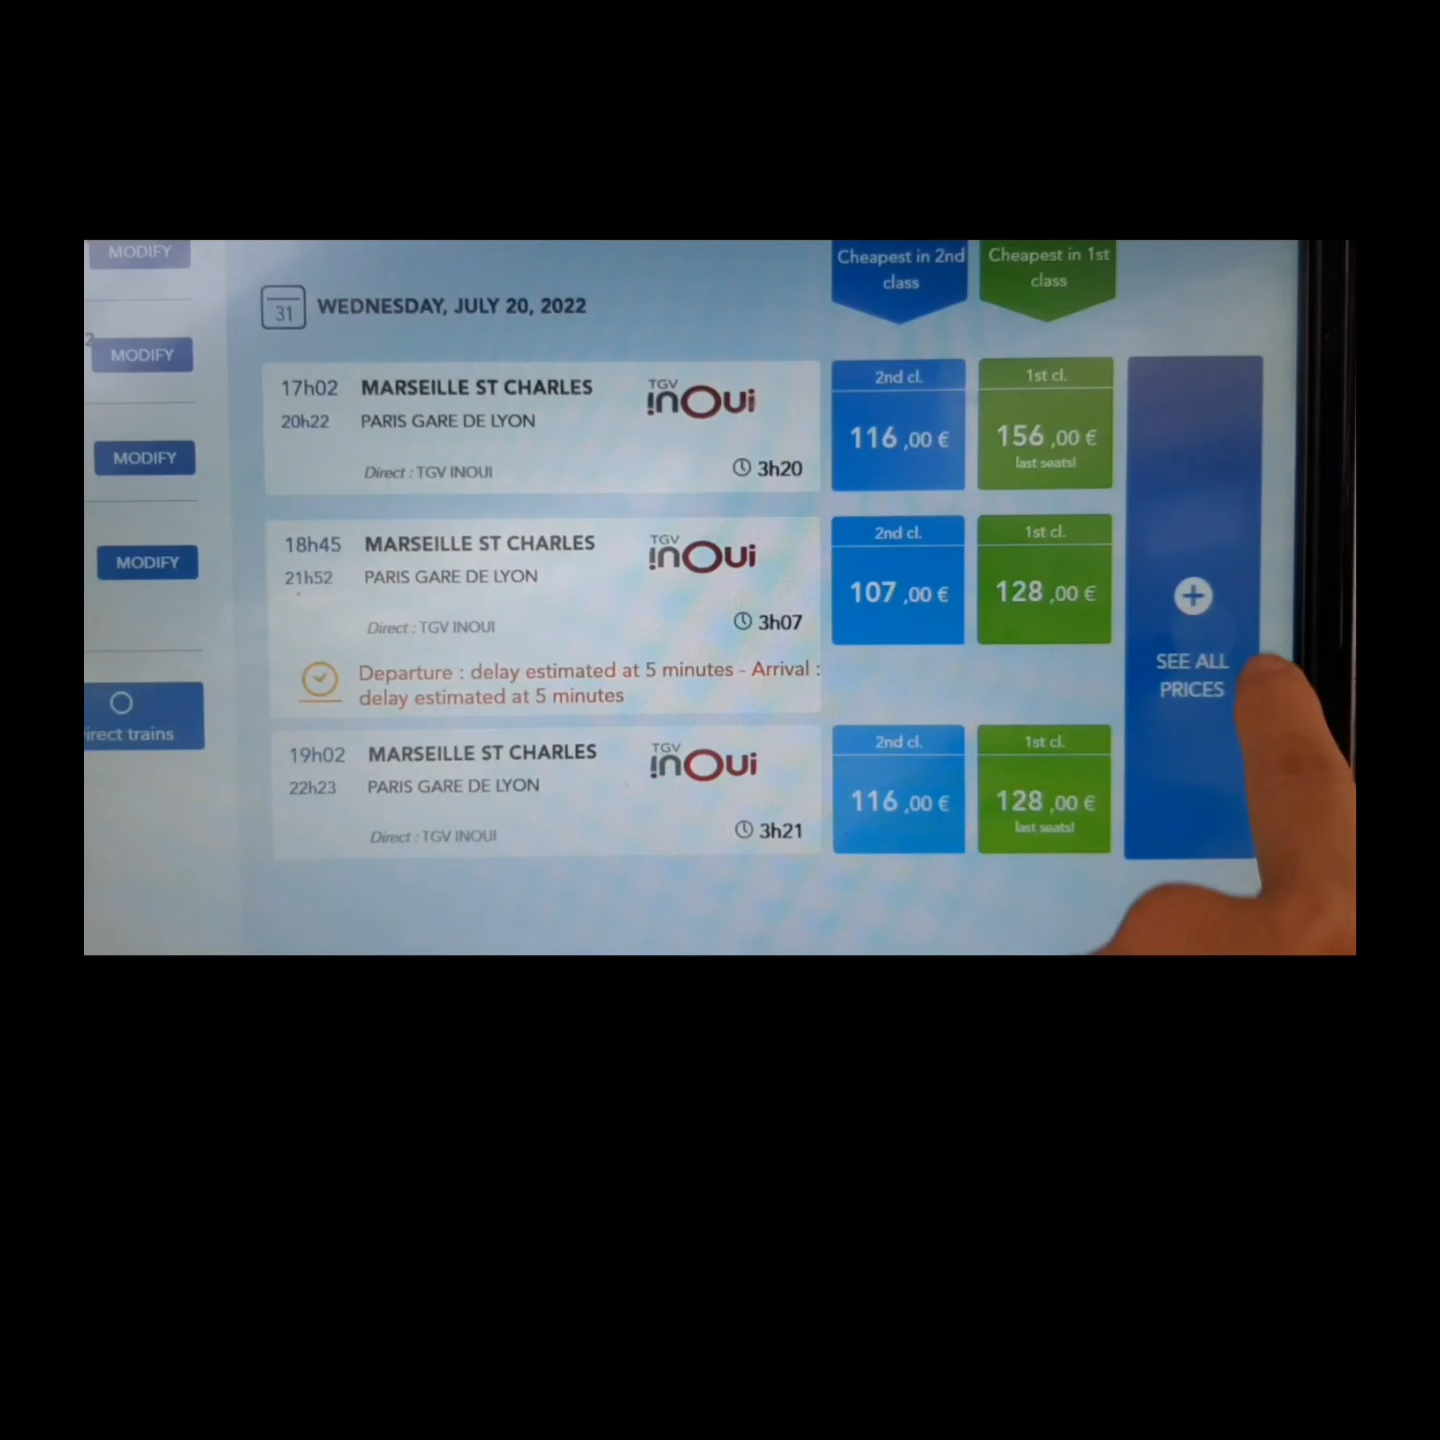 MODIFY
2
MODIFY
MODIFY
MODIFY
irect trains
Cheapest in 2nd
class
Cheapest in 1st
class
31
WEDNESDAY, JULY 20, 2022
17h02 MARSEILLE ST CHARLES
20h22 PARIS GARE DE LYON
TGV
inOui
Direct : TGV INOUI
3h20
2nd cl.
116 ,00 €
1st cl.
156 ,00 €
last seats!
18h45 MARSEILLE ST CHARLES
21h52 PARIS GARE DE LYON
TGV
inOui
Direct : TGV INOUI
3h07
Departure : delay estimated at 5 minutes - Arrival :
delay estimated at 5 minutes
2nd cl.
107 ,00 €
1st cl.
128 ,00 €
19h02 MARSEILLE ST CHARLES
22h23 PARIS GARE DE LYON
TGV
inOui
Direct : TGV INOUI
3h21
2nd cl.
116 ,00 €
1st cl.
128 ,00 €
last seats!
SEE ALL
PRICES